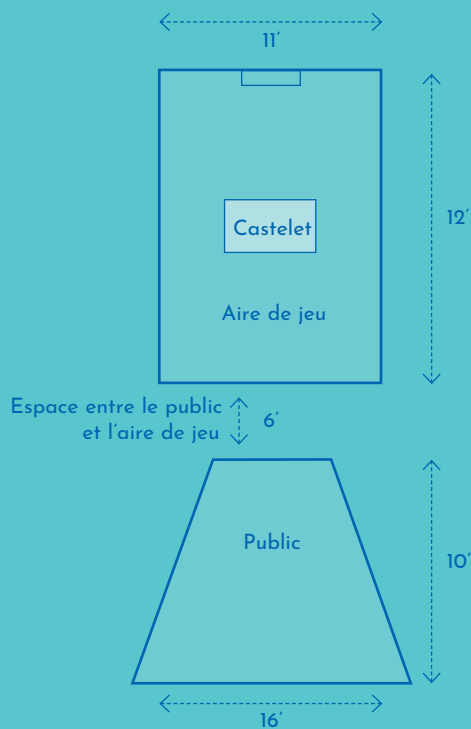 11'
12'
Castelet
Aire de jeu
Espace entre le public
et l'aire de jeu
6'
Public
10'
16'